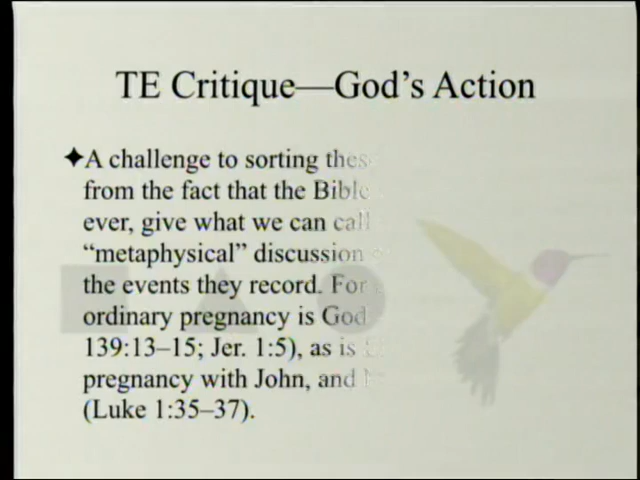 TE Critique—God's Action
✦A challenge to sorting these
from the fact that the Bible
ever, give what we can call
“metaphysical” discussion
the events they record. For
ordinary pregnancy is God
139:13–15; Jer. 1:5), as is
pregnancy with John, and
(Luke 1:35–37).